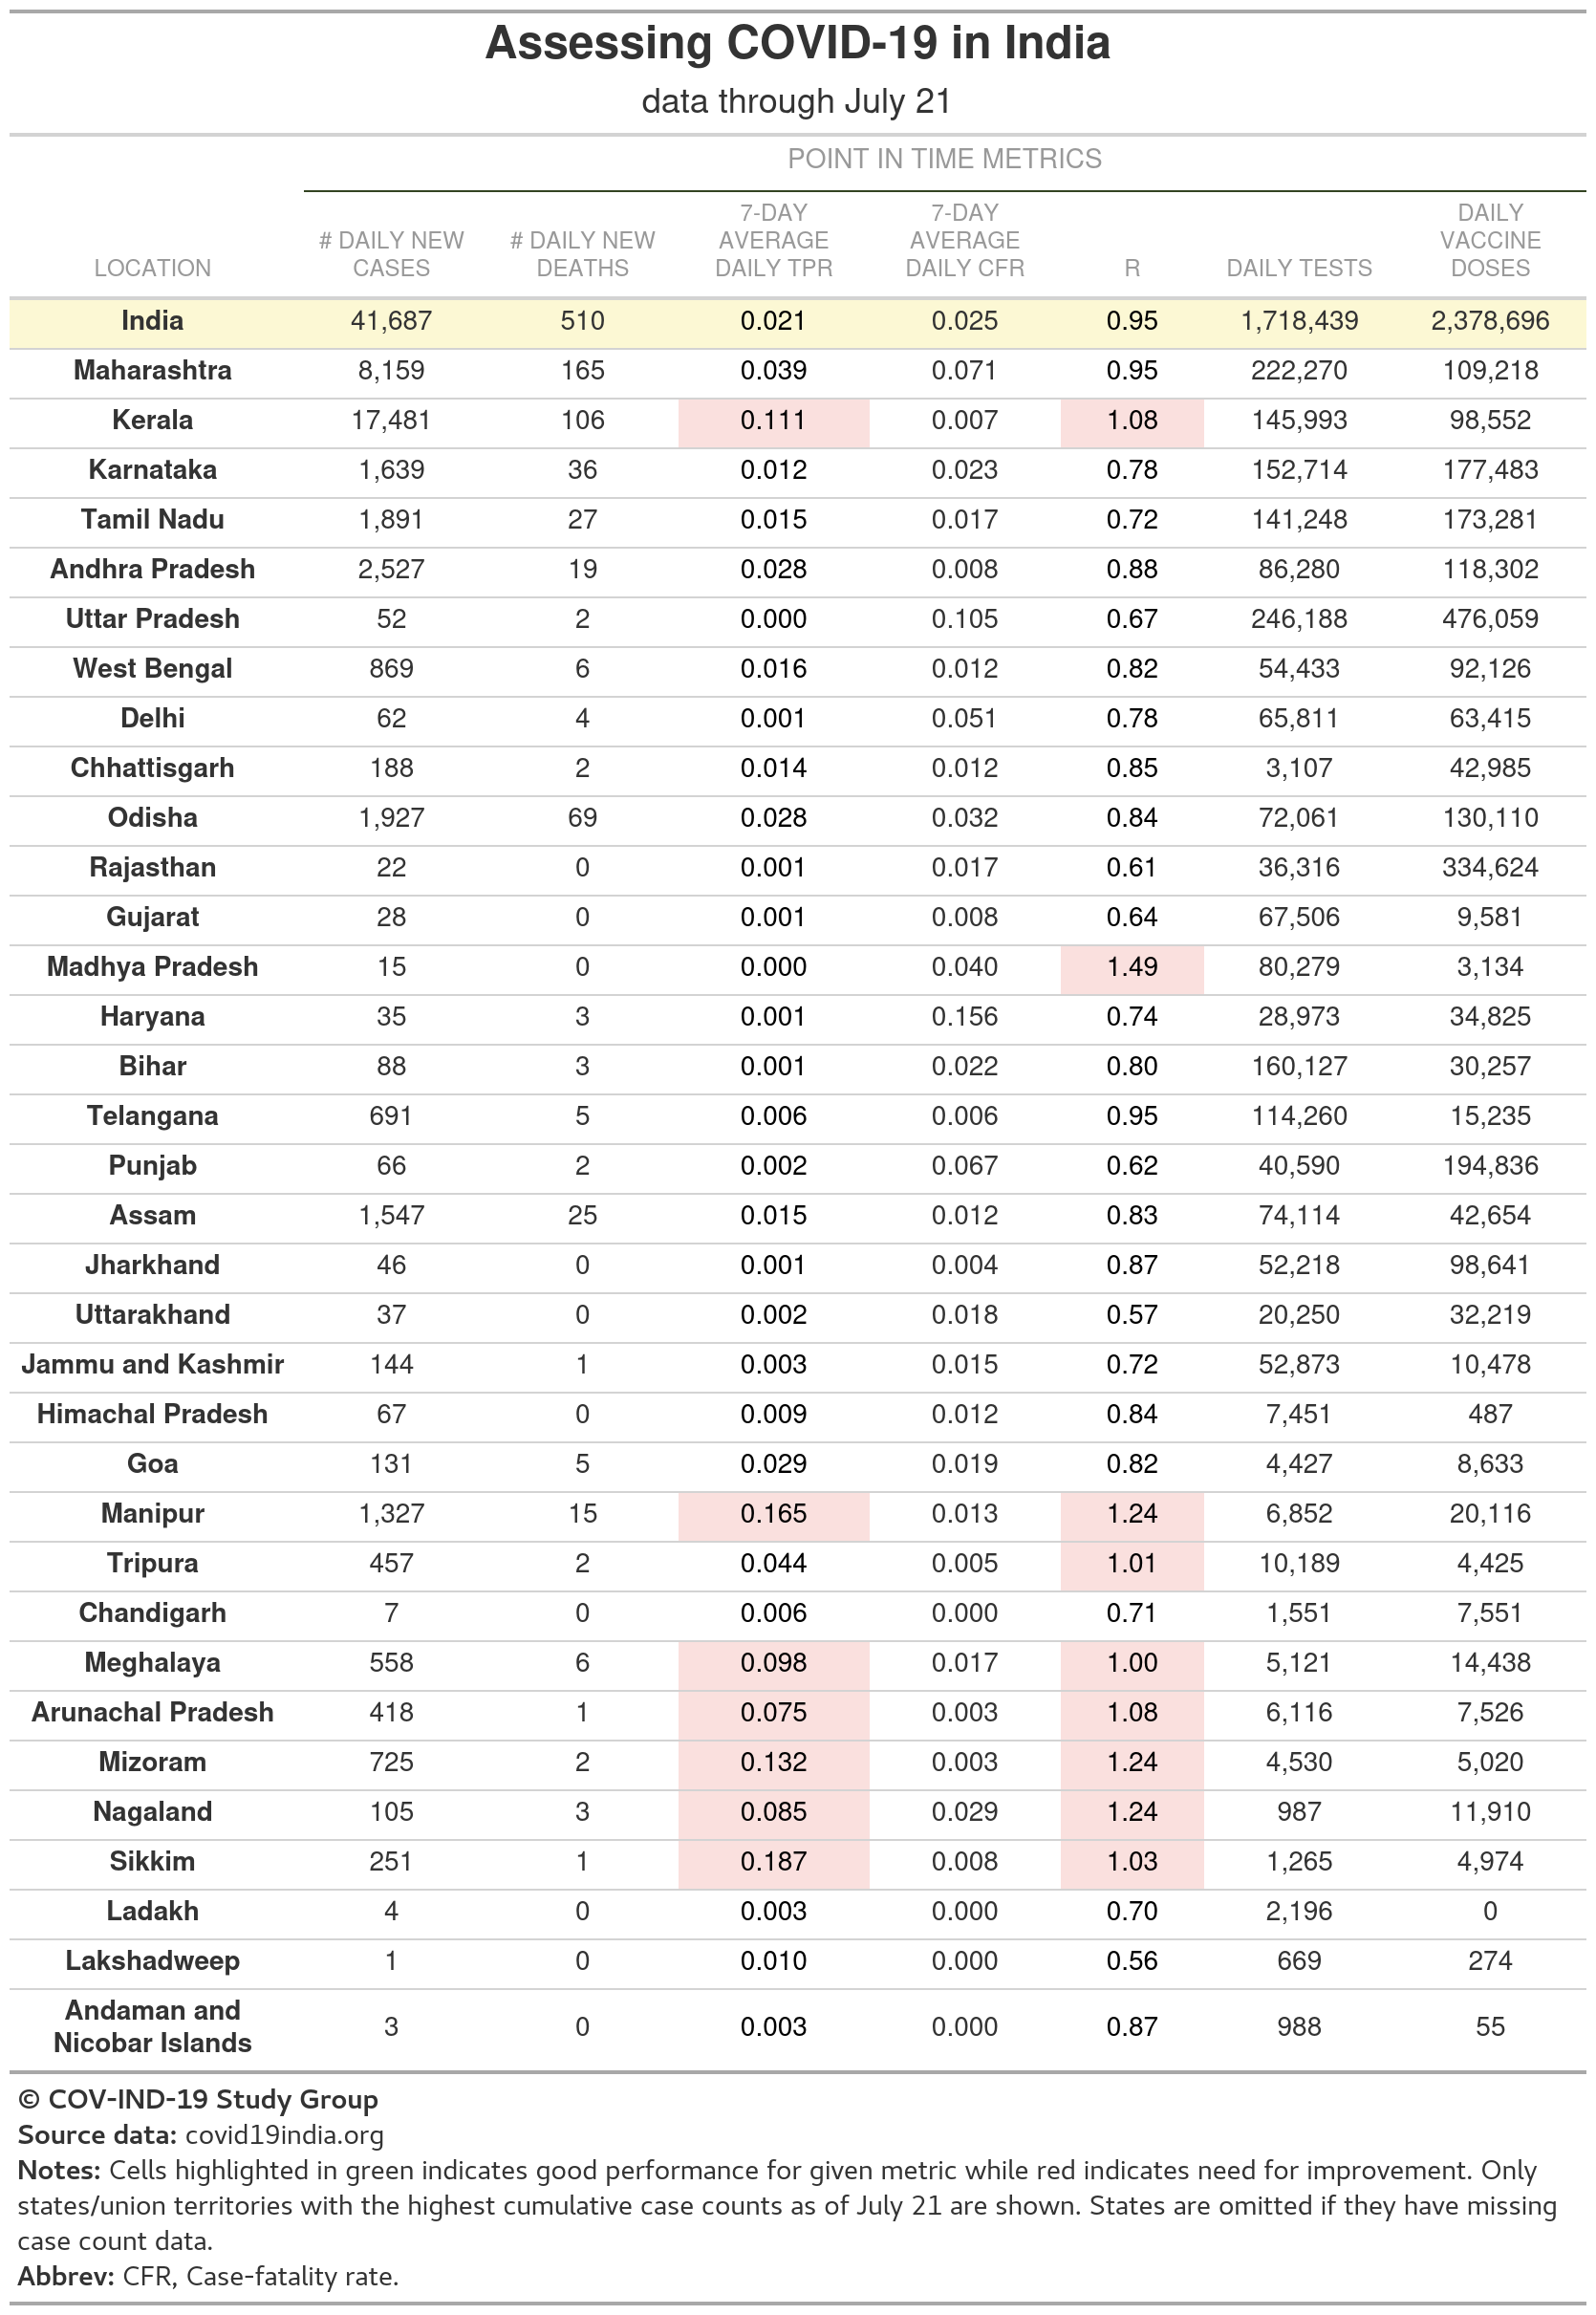 Assessing COVID-19 in India
data through July 21
POINT IN TIME METRICS
LOCATION # DAILY NEW CASES # DAILY NEW DEATHS 7-DAY AVERAGE DAILY TPR 7-DAY AVERAGE DAILY CFR R DAILY TESTS DAILY VACCINE DOSES
India 41,687 510 0.021 0.025 0.95 1,718,439 2,378,696
Maharashtra 8,159 165 0.039 0.071 0.95 222,270 109,218
Kerala 17,481 106 0.111 0.007 1.08 145,993 98,552
Karnataka 1,639 36 0.012 0.023 0.78 152,714 177,483
Tamil Nadu 1,891 27 0.015 0.017 0.72 141,248 173,281
Andhra Pradesh 2,527 19 0.028 0.008 0.88 86,280 118,302
Uttar Pradesh 52 2 0.000 0.105 0.67 246,188 476,059
West Bengal 869 6 0.016 0.012 0.82 54,433 92,126
Delhi 62 4 0.001 0.051 0.78 65,811 63,415
Chhattisgarh 188 2 0.014 0.012 0.85 3,107 42,985
Odisha 1,927 69 0.028 0.032 0.84 72,061 130,110
Rajasthan 22 0 0.001 0.017 0.61 36,316 334,624
Gujarat 28 0 0.001 0.008 0.64 67,506 9,581
Madhya Pradesh 15 0 0.000 0.040 1.49 80,279 3,134
Haryana 35 3 0.001 0.156 0.74 28,973 34,825
Bihar 88 3 0.001 0.022 0.80 160,127 30,257
Telangana 691 5 0.006 0.006 0.95 114,260 15,235
Punjab 66 2 0.002 0.067 0.62 40,590 194,836
Assam 1,547 25 0.015 0.012 0.83 74,114 42,654
Jharkhand 46 0 0.001 0.004 0.87 52,218 98,641
Uttarakhand 37 0 0.002 0.018 0.57 20,250 32,219
Jammu and Kashmir 144 1 0.003 0.015 0.72 52,873 10,478
Himachal Pradesh 67 0 0.009 0.012 0.84 7,451 487
Goa 131 5 0.029 0.019 0.82 4,427 8,633
Manipur 1,327 15 0.165 0.013 1.24 6,852 20,116
Tripura 457 2 0.044 0.005 1.01 10,189 4,425
Chandigarh 7 0 0.006 0.000 0.71 1,551 7,551
Meghalaya 558 6 0.098 0.017 1.00 5,121 14,438
Arunachal Pradesh 418 1 0.075 0.003 1.08 6,116 7,526
Mizoram 725 2 0.132 0.003 1.24 4,530 5,020
Nagaland 105 3 0.085 0.029 1.24 987 11,910
Sikkim 251 1 0.187 0.008 1.03 1,265 4,974
Ladakh 4 0 0.003 0.000 0.70 2,196 0
Lakshadweep 1 0 0.010 0.000 0.56 669 274
Andaman and Nicobar Islands 3 0 0.003 0.000 0.87 988 55
© COV-IND-19 Study Group
Source data: covid19india.org
Notes: Cells highlighted in green indicates good performance for given metric while red indicates need for improvement. Only
states/union territories with the highest cumulative case counts as of July 21 are shown. States are omitted if they have missing
case count data.
Abbrev: CFR, Case-fatality rate.